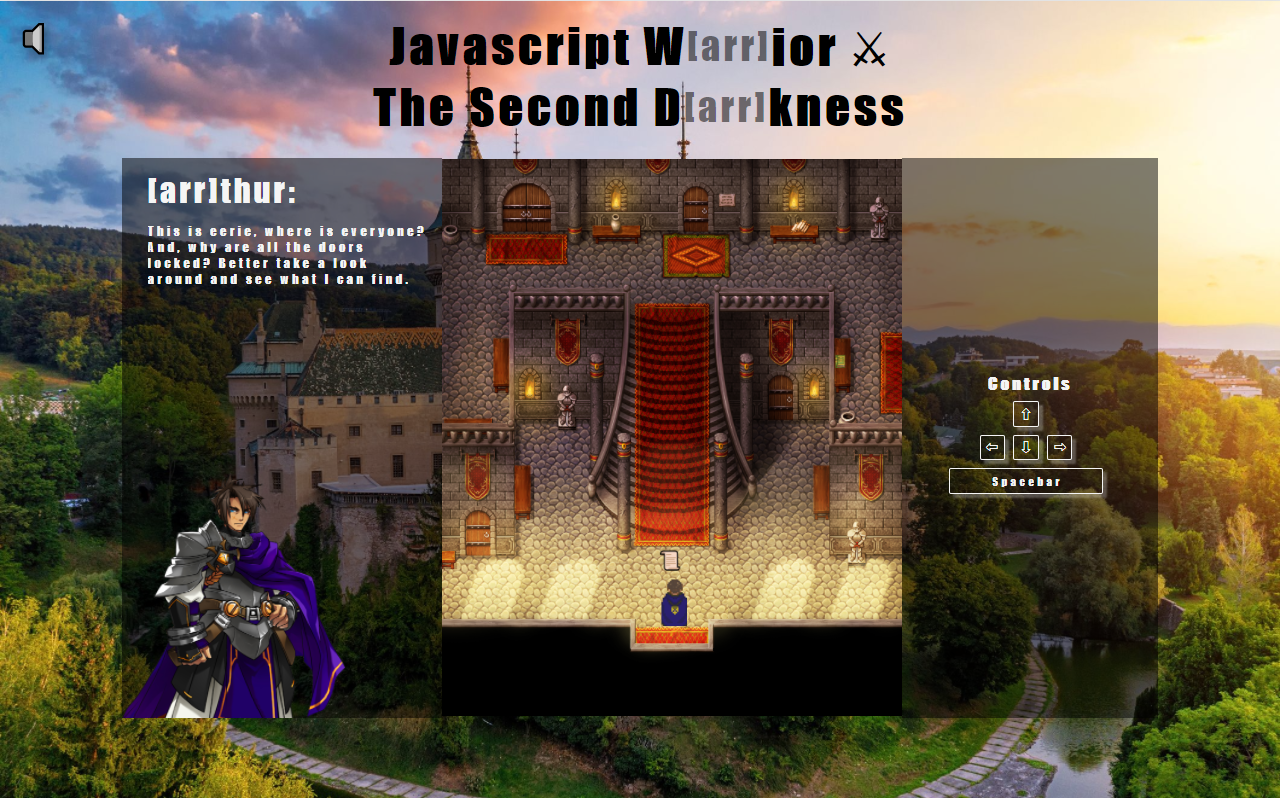 Javascript W[arr]ior ⚔
The Second D[arr]kness
[arr]thur:
This is eerie, where is everyone?
And, why are all the doors
locked? Better take a look
around and see what I can find.
Controls
⇧
⇦ ⇩ ⇨
Spacebar